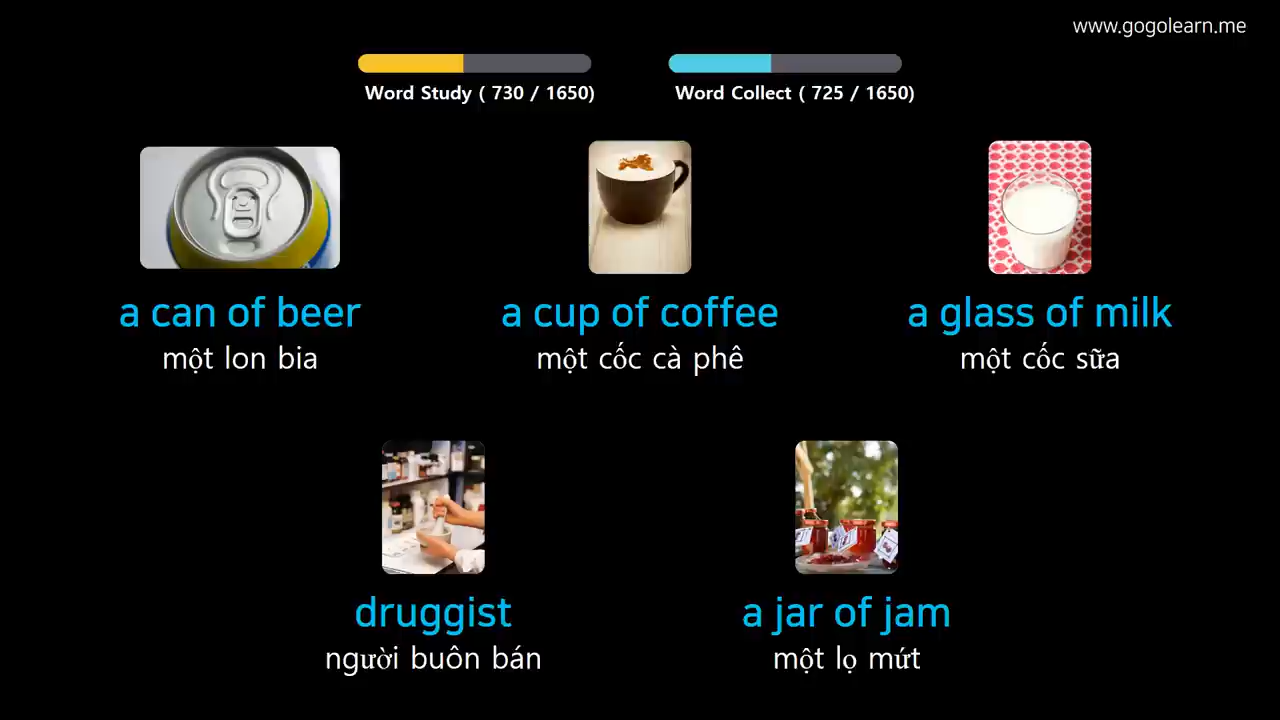 www.gogolearn.me
Word Study ( 730 / 1650)
Word Collect ( 725 / 1650)
a can of beer
một lon bia
a cup of coffee
một cốc cà phê
a glass of milk
một cốc sữa
druggist
người buôn bán
a jar of jam
một lọ mứt